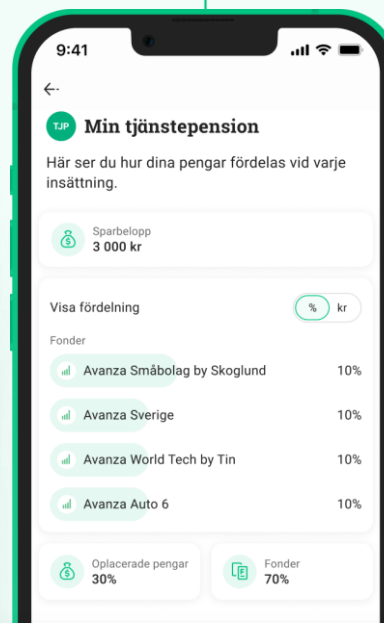 9:41
TJP Min tjänstepension
Här ser du hur dina pengar fördelas vid varje
insättning.
Sparbelopp
3 000 kr
Visa fördelning % kr
Fonder
Avanza Småbolag by Skoglund 10%
Avanza Sverige 10%
Avanza World Tech by Tin 10%
Avanza Auto 6 10%
Oplacerade pengar
30%
Fonder
70%